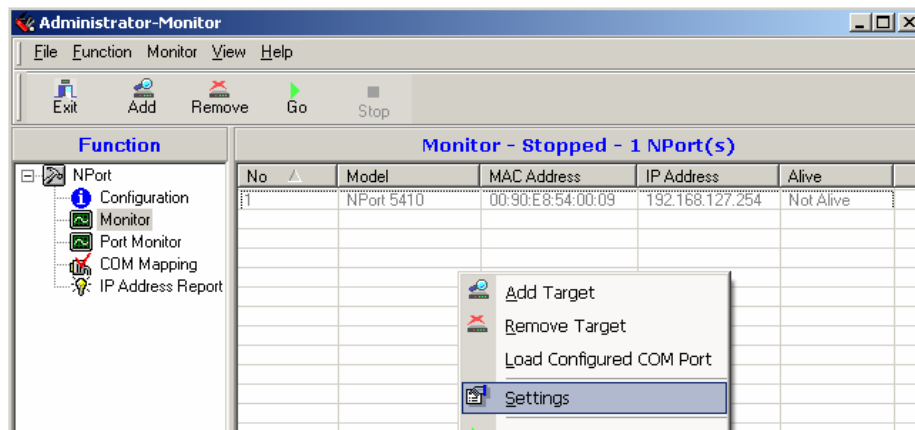 Administrator-Monitor
File Function Monitor View Help
Exit Add Remove Go Stop
Function
Monitor - Stopped - 1 NPort(s)
NPort
Configuration
Monitor
Port Monitor
COM Mapping
IP Address Report
No Model MAC Address IP Address Alive
1 NPort 5410 00:90:E8:54:00:09 192.168.127.254 Not Alive
Add Target
Remove Target
Load Configured COM Port
Settings